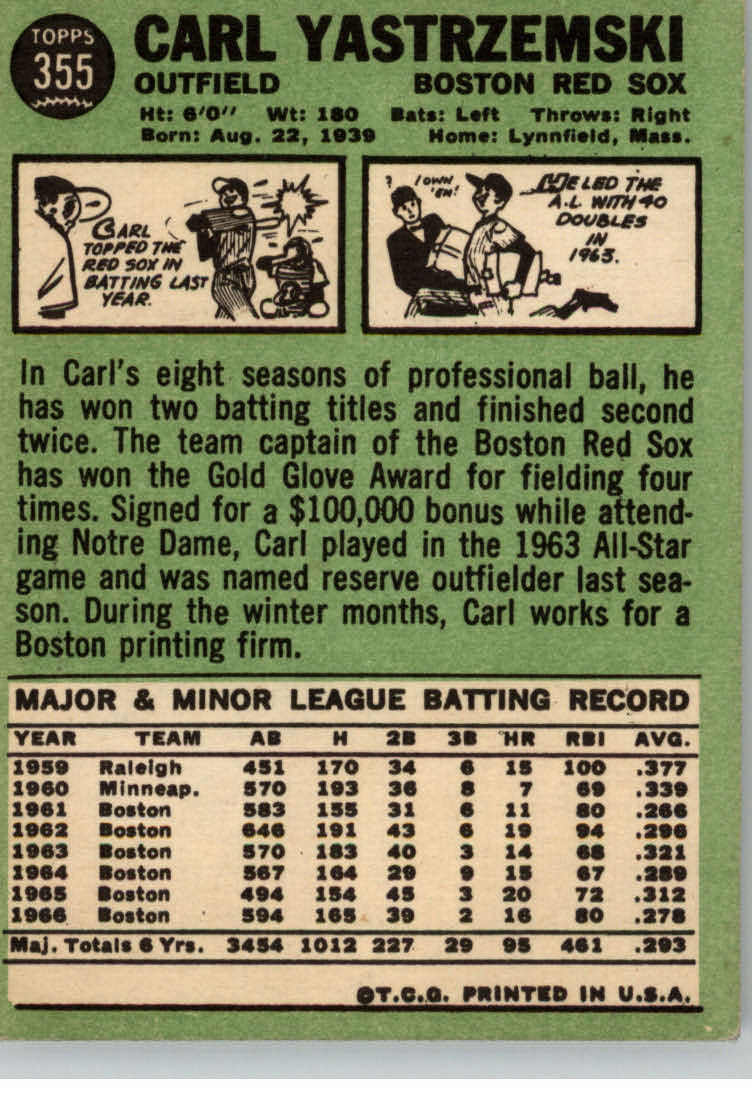 TOPPS
355
CARL YASTRZEMSKI
OUTFIELD BOSTON RED SOX
Ht: 6'0'' Wt: 180 Bats: Left Throws: Right
Born: Aug. 22, 1939 Home: Lynnfield, Mass.
CARL
TOPPED THE
RED SOX IN
BATTING LAST
YEAR.
?
I OWN
'EM!
HE LED THE
A.L. WITH 40
DOUBLES
IN
1963.
In Carl's eight seasons of professional ball, he
has won two batting titles and finished second
twice. The team captain of the Boston Red Sox
has won the Gold Glove Award for fielding four
times. Signed for a $100,000 bonus while attend-
ing Notre Dame, Carl played in the 1963 All-Star
game and was named reserve outfielder last sea-
son. During the winter months, Carl works for a
Boston printing firm.
MAJOR & MINOR LEAGUE BATTING RECORD
YEAR TEAM AB H 2B 3B HR RBI AVG.
1959 Raleigh 451 170 34 6 15 100 .377
1960 Minneap. 570 193 36 8 7 69 .339
1961 Boston 583 155 31 6 11 80 .266
1962 Boston 646 191 43 6 19 94 .296
1963 Boston 570 183 40 3 14 68 .321
1964 Boston 567 164 29 9 15 67 .289
1965 Boston 494 154 45 3 20 72 .312
1966 Boston 594 165 39 2 16 80 .278
Maj. Totals 6 Yrs. 3454 1012 227 29 95 461 .293
©T.C.G. PRINTED IN U.S.A.